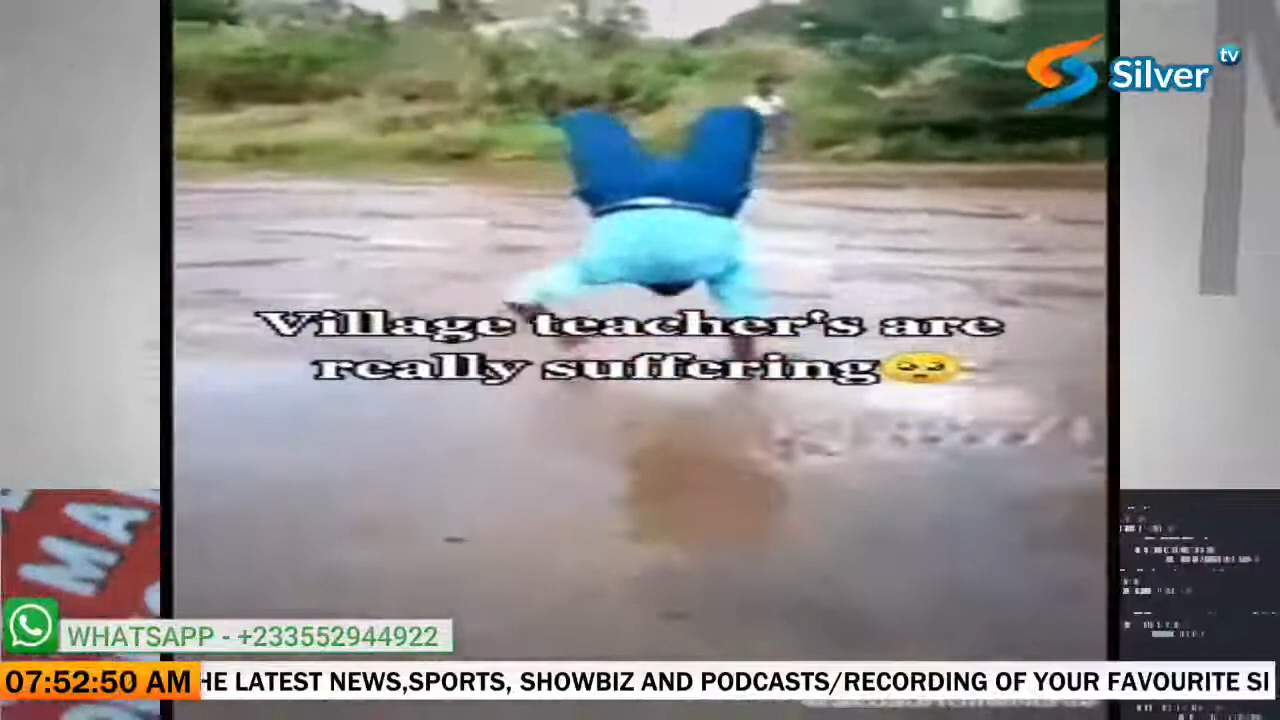 Silver tv
Village teacher's are
really suffering🥺
MA
WHATSAPP - +233552944922
07:52:50 AM
HE LATEST NEWS,SPORTS, SHOWBIZ AND PODCASTS/RECORDING OF YOUR FAVOURITE SI